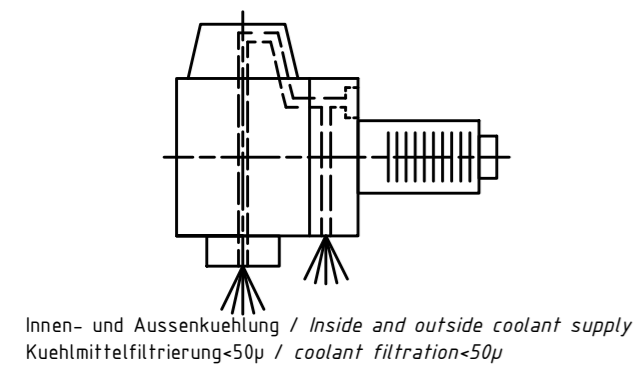 Innen- und Aussenkuehlung / Inside and outside coolant supply
Kuehlmittelfiltrierung<50µ / coolant filtration<50µ